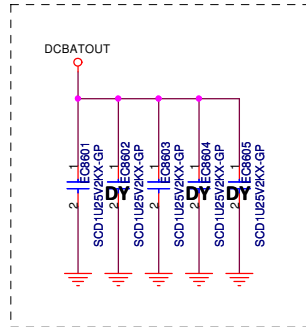 DCBATOUT
1
2
EC8601
SCD1U25V2KX-GP
1
2
DY
EC8602
SCD1U25V2KX-GP
1
2
EC8603
SCD1U25V2KX-GP
1
2
DY
EC8604
SCD1U25V2KX-GP
1
2
DY
EC8605
SCD1U25V2KX-GP